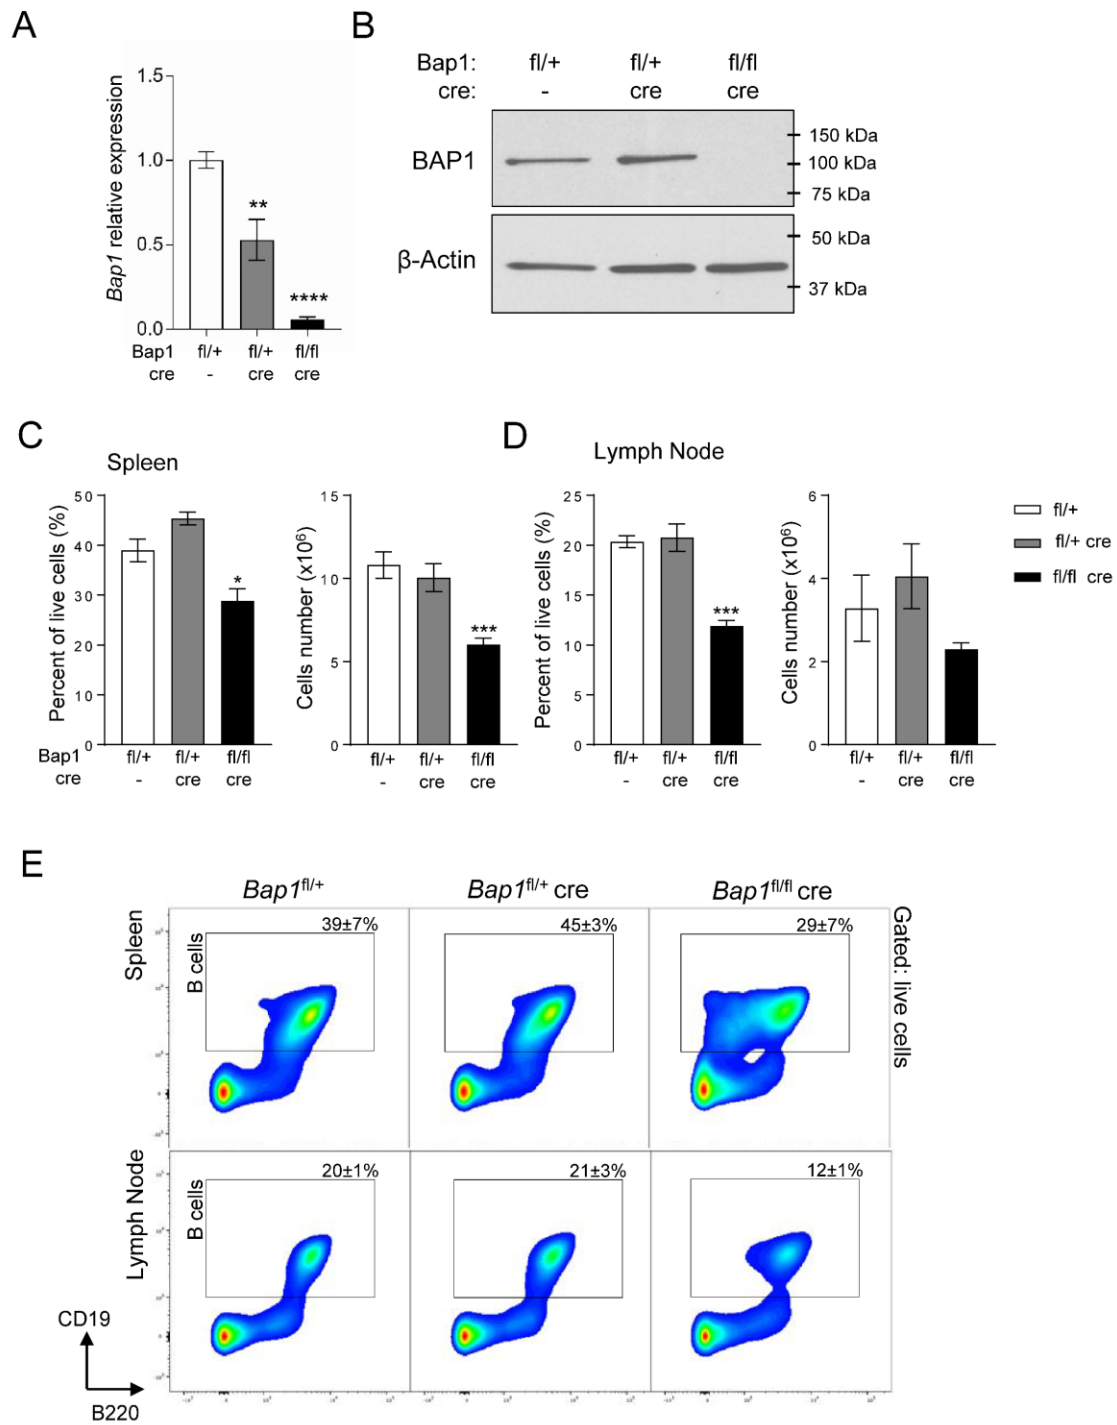 A
1.5
1.0
0.5
0.0
Bap1 relative expression
**
****
Bap1 fl/+ fl/+ fl/fl
cre - cre cre
B
Bap1: fl/+ fl/+ fl/fl
cre: - cre cre
BAP1
150 kDa
100 kDa
75 kDa
β-Actin
50 kDa
37 kDa
C
Spleen
Percent of live cells (%)
50
40
30
20
10
0
*
Bap1 fl/+ fl/+ fl/fl
cre - cre cre
Cells number (x10⁶)
15
10
5
0
***
fl/+ fl/+ fl/fl
- cre cre
D
Lymph Node
Percent of live cells (%)
25
20
15
10
5
0
***
fl/+ fl/+ fl/fl
- cre cre
Cells number (x10⁶)
6
4
2
0
fl/+ fl/+ fl/fl
- cre cre
fl/+
fl/+ cre
fl/fl cre
E
Bap1fl/+ Bap1fl/+ cre Bap1fl/fl cre
Spleen
B cells
39±7% 45±3% 29±7%
Gated: live cells
Lymph Node
B cells
20±1% 21±3% 12±1%
CD19
B220